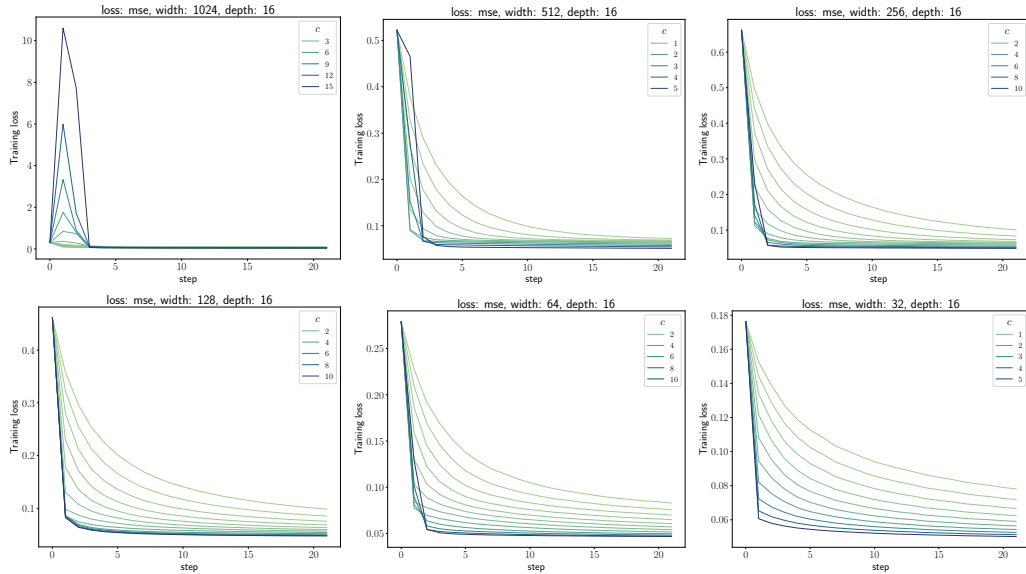 loss: mse, width: 1024, depth: 16
Training loss
10
8
6
4
2
0
c
3
6
9
12
15
0 5 10 15 20
step
loss: mse, width: 512, depth: 16
Training loss
0.5
0.4
0.3
0.2
0.1
c
1
2
3
4
5
0 5 10 15 20
step
loss: mse, width: 256, depth: 16
Training loss
0.6
0.5
0.4
0.3
0.2
0.1
c
2
4
6
8
10
0 5 10 15 20
step
loss: mse, width: 128, depth: 16
Training loss
0.4
0.3
0.2
0.1
c
2
4
6
8
10
0 5 10 15 20
step
loss: mse, width: 64, depth: 16
Training loss
0.25
0.20
0.15
0.10
0.05
c
2
4
6
8
10
0 5 10 15 20
step
loss: mse, width: 32, depth: 16
Training loss
0.18
0.16
0.14
0.12
0.10
0.08
0.06
c
1
2
3
4
5
0 5 10 15 20
step